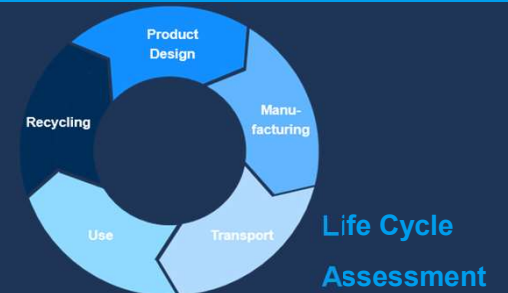 Product
Design
Manu-
facturing
Recycling
Use
Transport
Life Cycle
Assessment